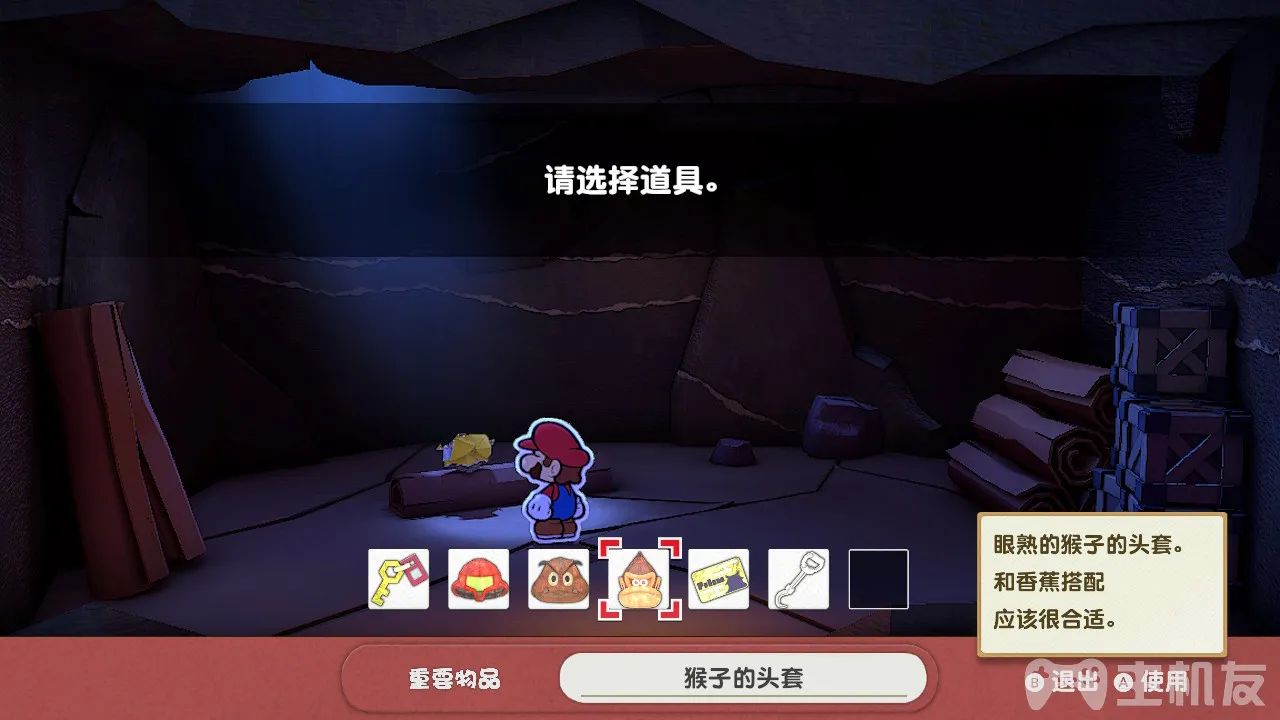 请选择道具。
眼熟的猴子的头套。
和香蕉搭配
应该很合适。
重要物品
猴子的头套
B 退出 A 使用
主机友